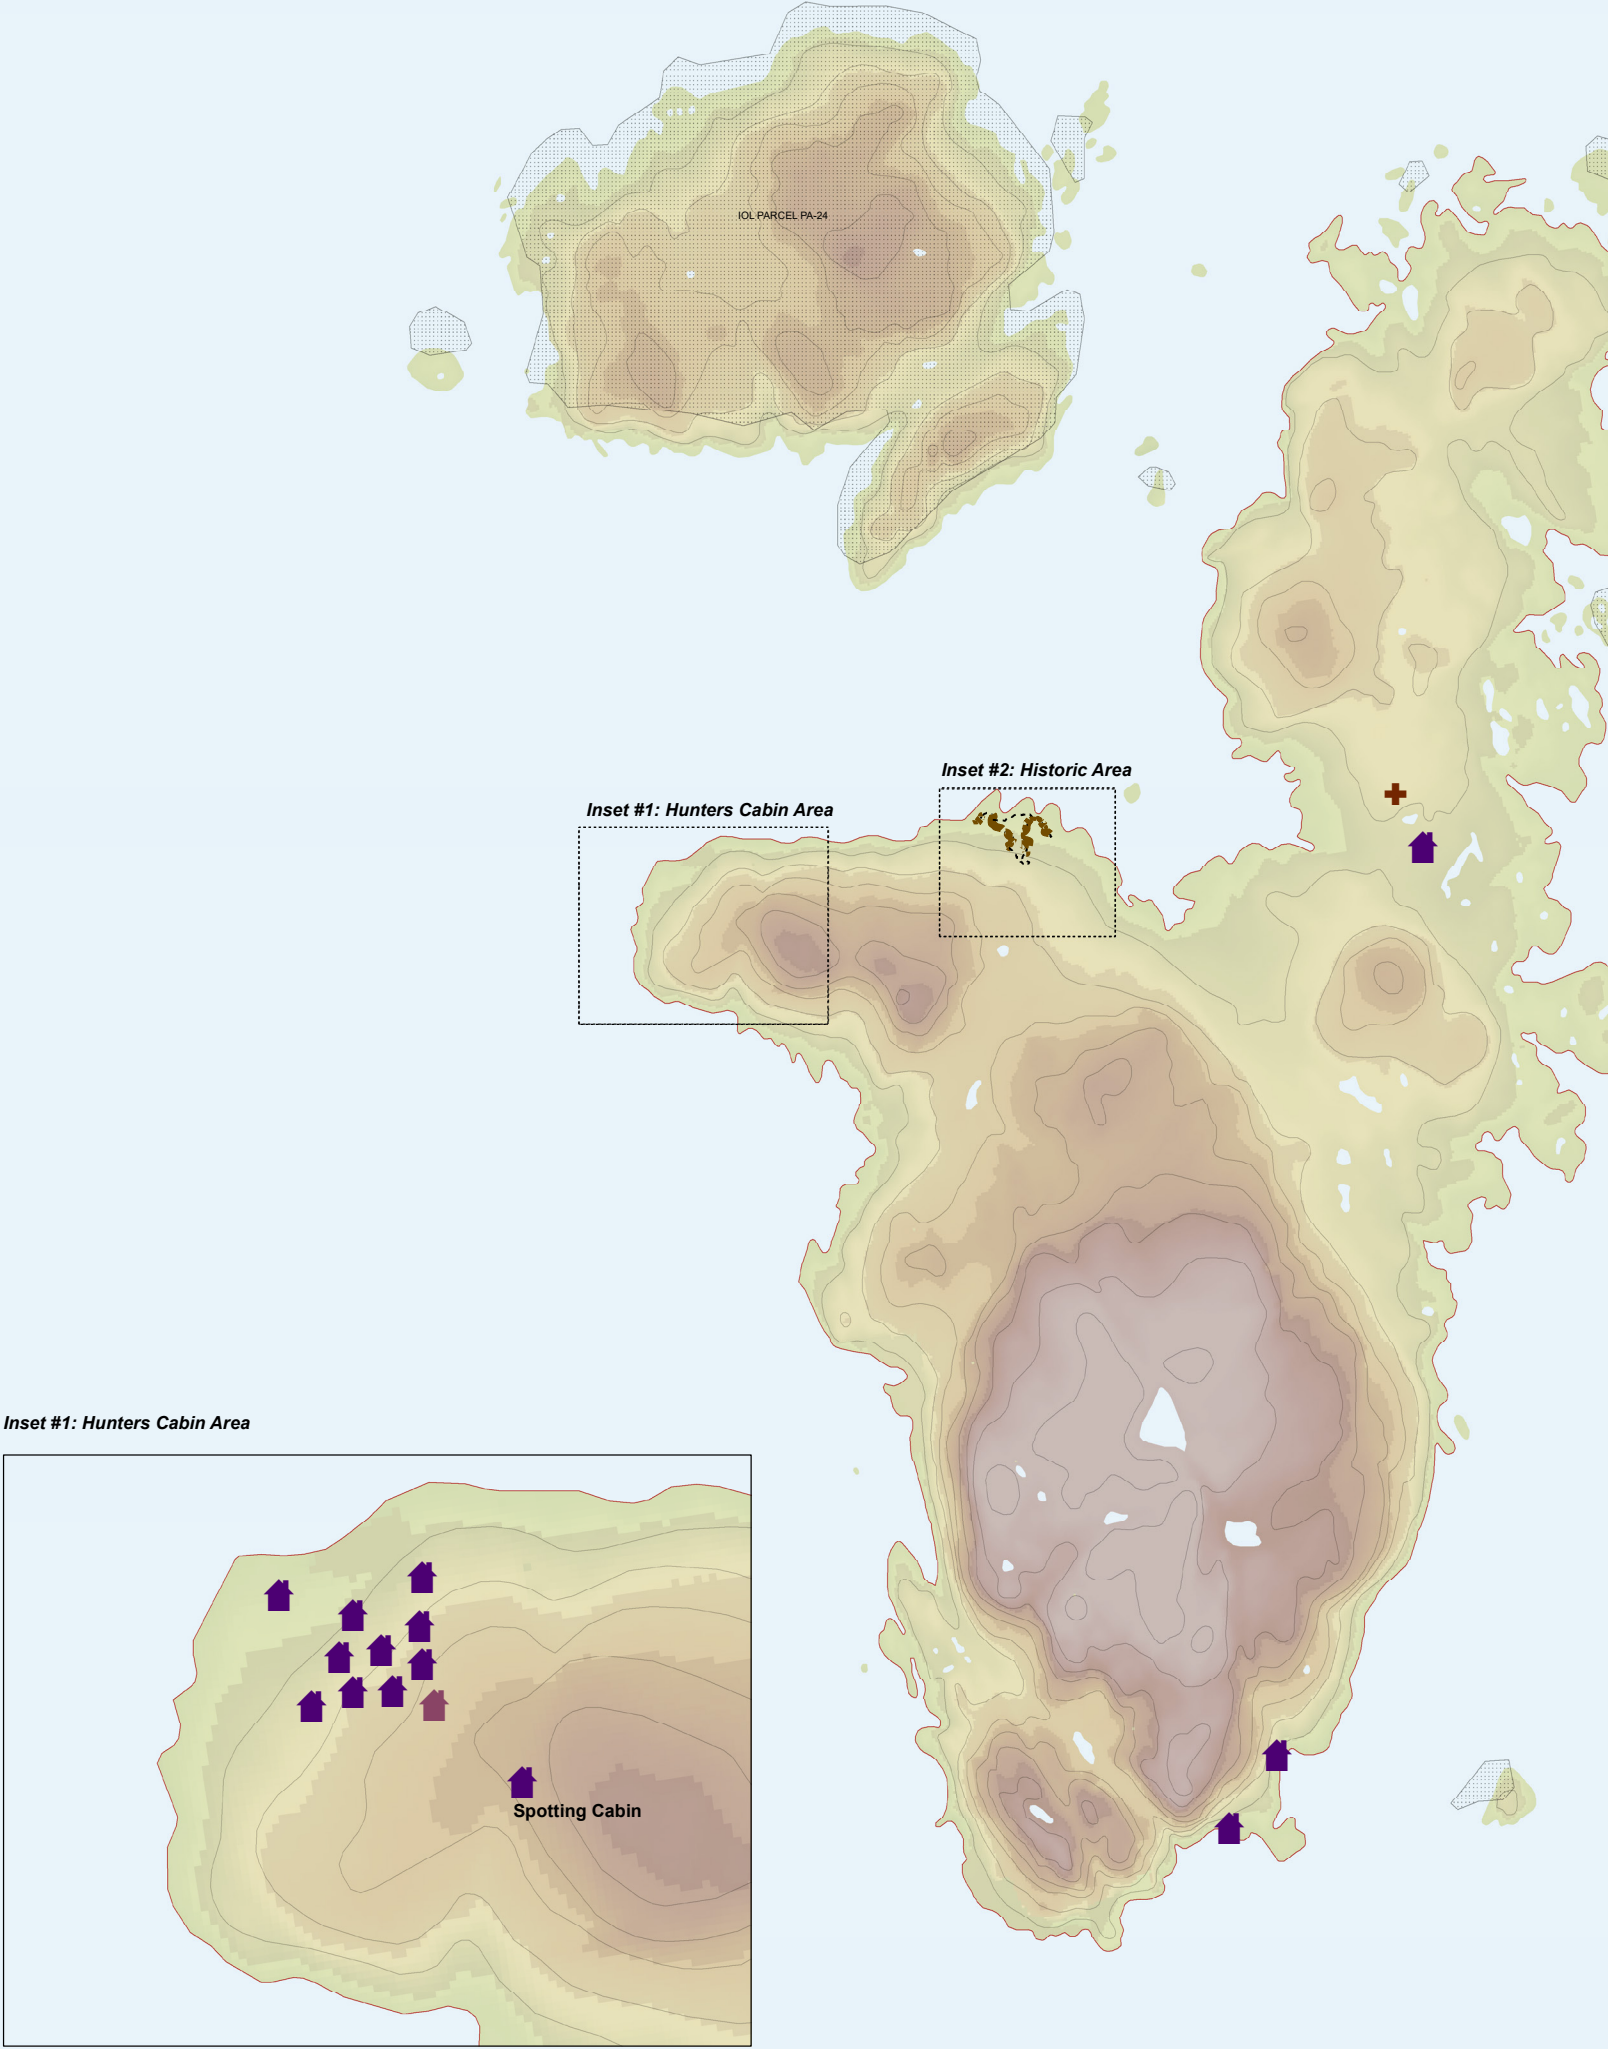 IOL PARCEL PA-24
Inset #2: Historic Area
Inset #1: Hunters Cabin Area
Inset #1: Hunters Cabin Area
Spotting Cabin